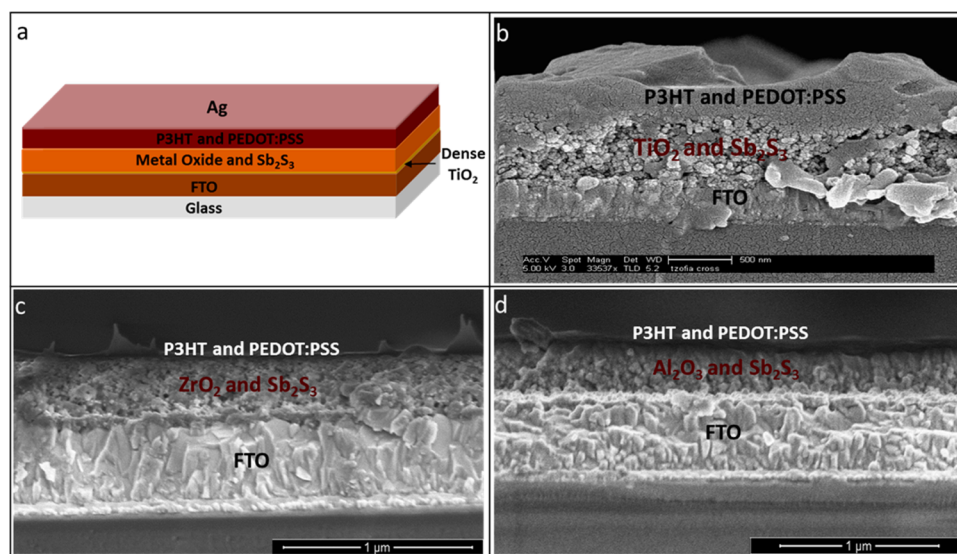 a
Ag
P3HT and PEDOT:PSS
Metal Oxide and Sb₂S₃
Dense
TiO₂
FTO
Glass
b
P3HT and PEDOT:PSS
TiO₂ and Sb₂S₃
FTO
Acc.V Spot Magn Det WD 500 nm
5.00 kV 3.0 33537x TLD 5.2 tzofia cross
c
P3HT and PEDOT:PSS
ZrO₂ and Sb₂S₃
FTO
1 µm
d
P3HT and PEDOT:PSS
Al₂O₃ and Sb₂S₃
FTO
1 µm